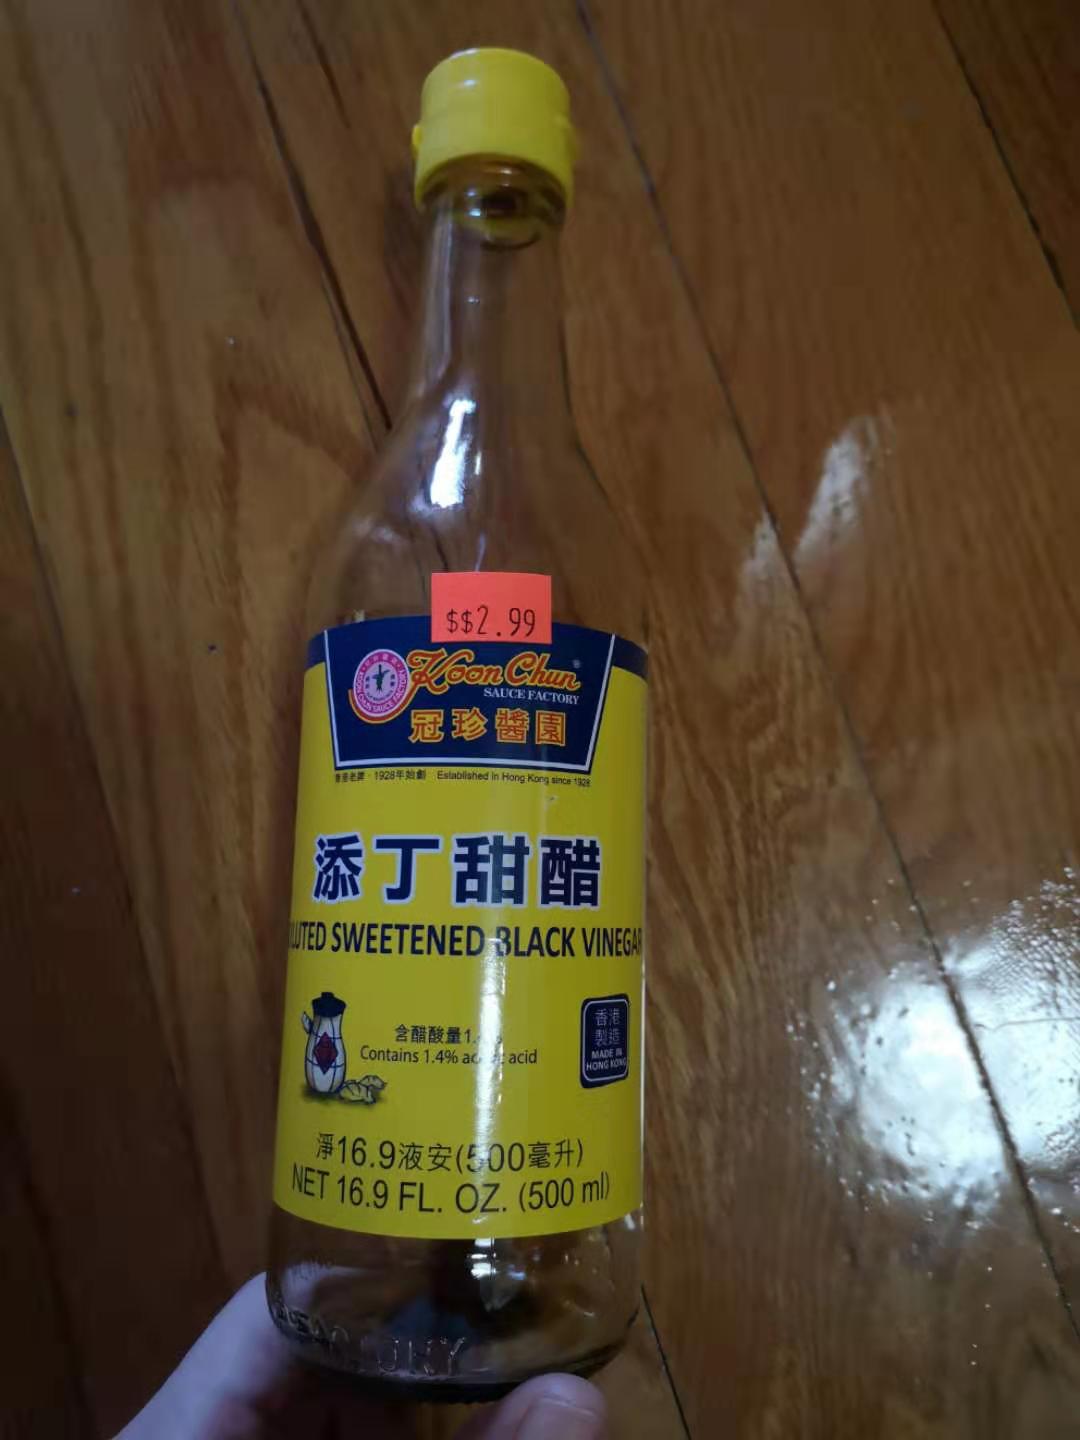 $$2.99
Koon Chun®
SAUCE FACTORY
冠珍醬園
香港老牌·1928年始創 Established in Hong Kong since 1928
添丁甜醋
SWEETENED BLACK VINEGAR
含醋酸量
Contains 1.4% acid
香港
製造
MADE IN
HONG KONG
淨16.9液安(500毫升)
NET 16.9 FL. OZ. (500 ml)